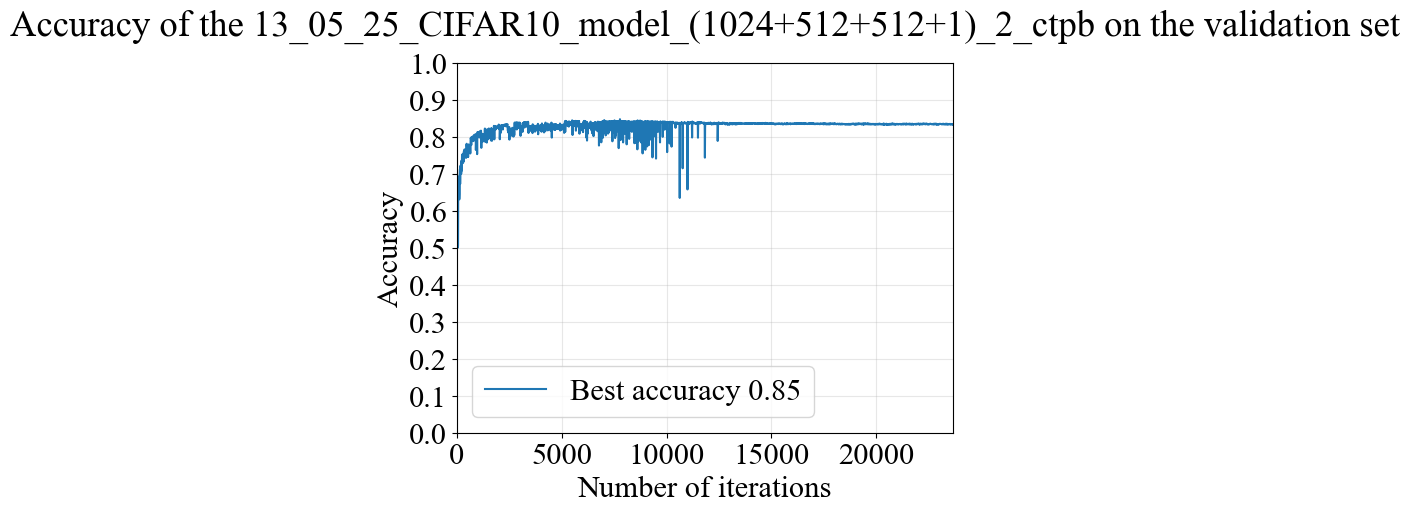 Accuracy of the 13_05_25_CIFAR10_model_(1024+512+512+1)_2_ctpb on the validation set
1.0
0.9
0.8
0.7
0.6
0.5
0.4
0.3
0.2
0.1
0.0
Accuracy
Best accuracy 0.85
0 5000 10000 15000 20000
Number of iterations